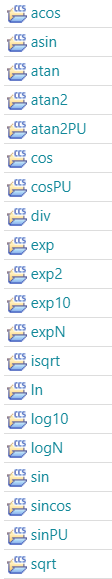 acos
asin
atan
atan2
atan2PU
cos
cosPU
div
exp
exp2
exp10
expN
isqrt
ln
log10
logN
sin
sincos
sinPU
sqrt